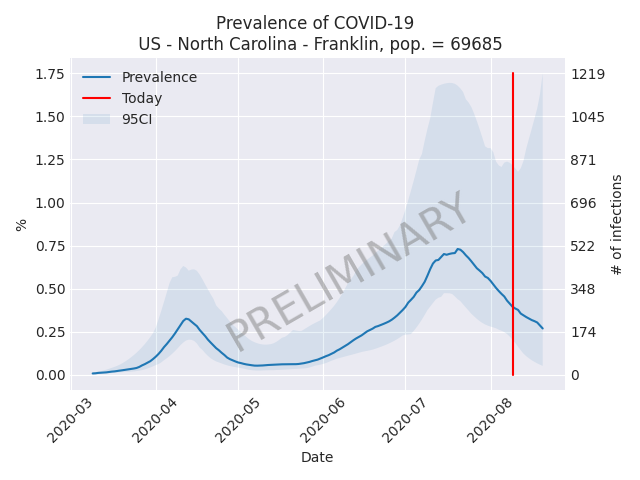 Prevalence of COVID-19
US - North Carolina - Franklin, pop. = 69685
Prevalence
Today
95CI
PRELIMINARY
1.75
1.50
1.25
1.00
0.75
0.50
0.25
0.00
%
1219
1045
871
696
522
348
174
0
# of infections
2020-03
2020-04
2020-05
2020-06
2020-07
2020-08
Date